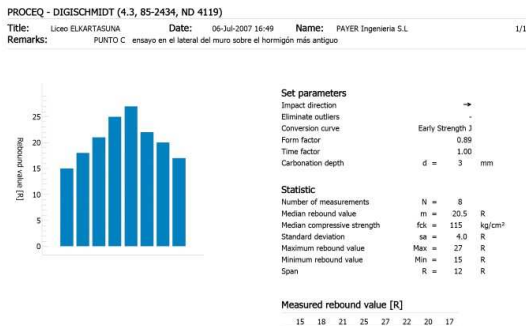 PROCEQ - DIGISCHMIDT (4.3, 85-2434, ND 4119)
Title: Liceo ELKARTASUNA Date: 06-Jul-2007 16:49 Name: PAYER Ingenieria S.L 1/1
Remarks: PUNTO C ensayo en el lateral del muro sobre el hormigón más antiguo
Rebound value [R]
25
20
15
10
5
0
Set parameters
Impact direction →
Eliminate outliers -
Conversion curve Early Strength J
Form factor 0.89
Time factor 1.00
Carbonation depth d = 3 mm
Statistic
Number of measurements N = 8
Median rebound value m = 20.5 R
Median compressive strength fck = 115 kg/cm²
Standard deviation sa = 4.0 R
Maximum rebound value Max = 27 R
Minimum rebound value Min = 15 R
Span R = 12 R
Measured rebound value [R]
15 18 21 25 27 22 20 17